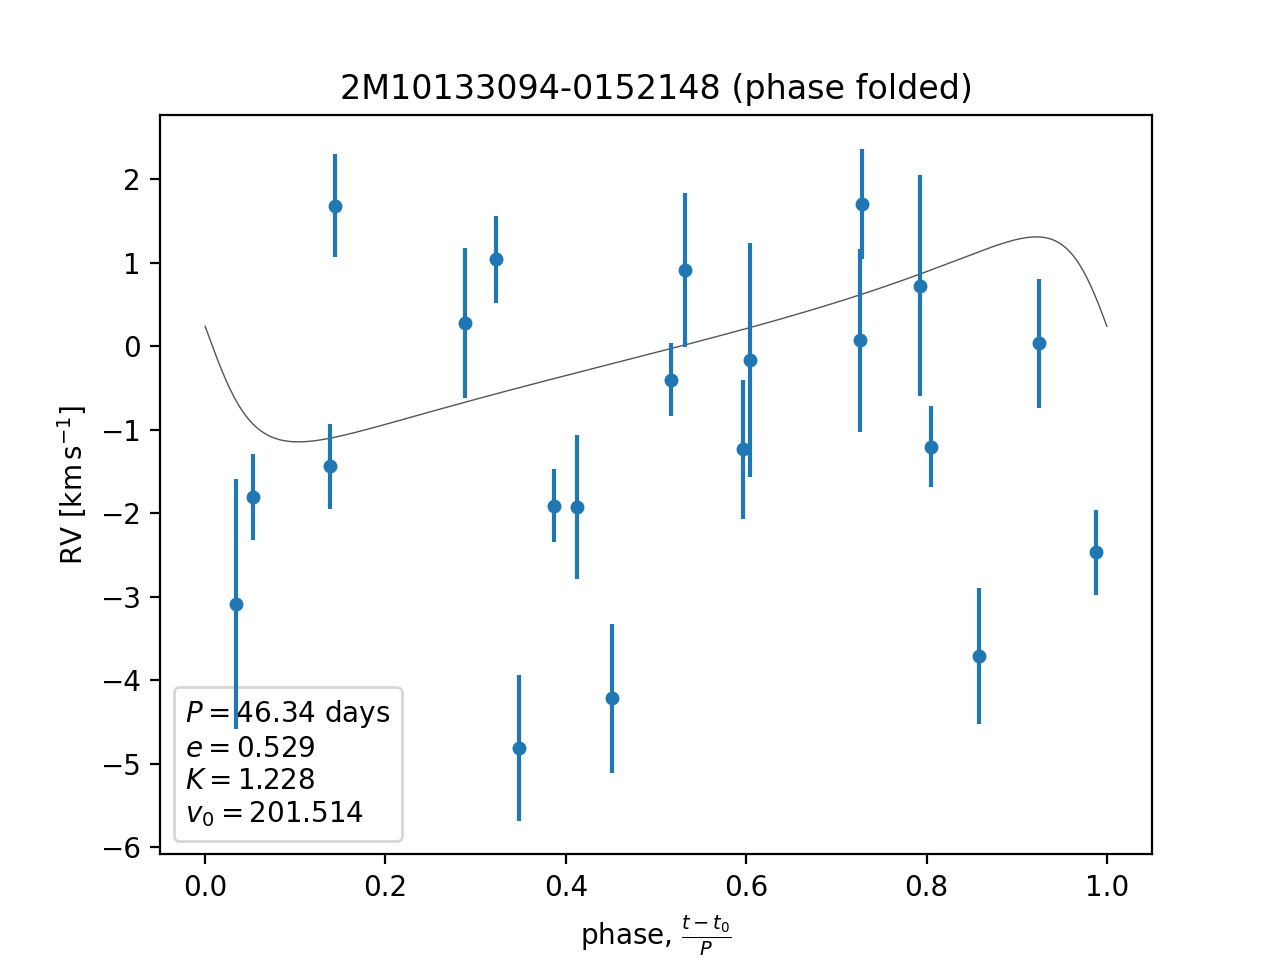 2M10133094-0152148 (phase folded)
2
1
0
−1
−2
−3
−4
−5
−6
RV [km s⁻¹]
P = 46.34 days
e = 0.529
K = 1.228
v₀ = 201.514
0.0 0.2 0.4 0.6 0.8 1.0
phase, (t − t₀)/P